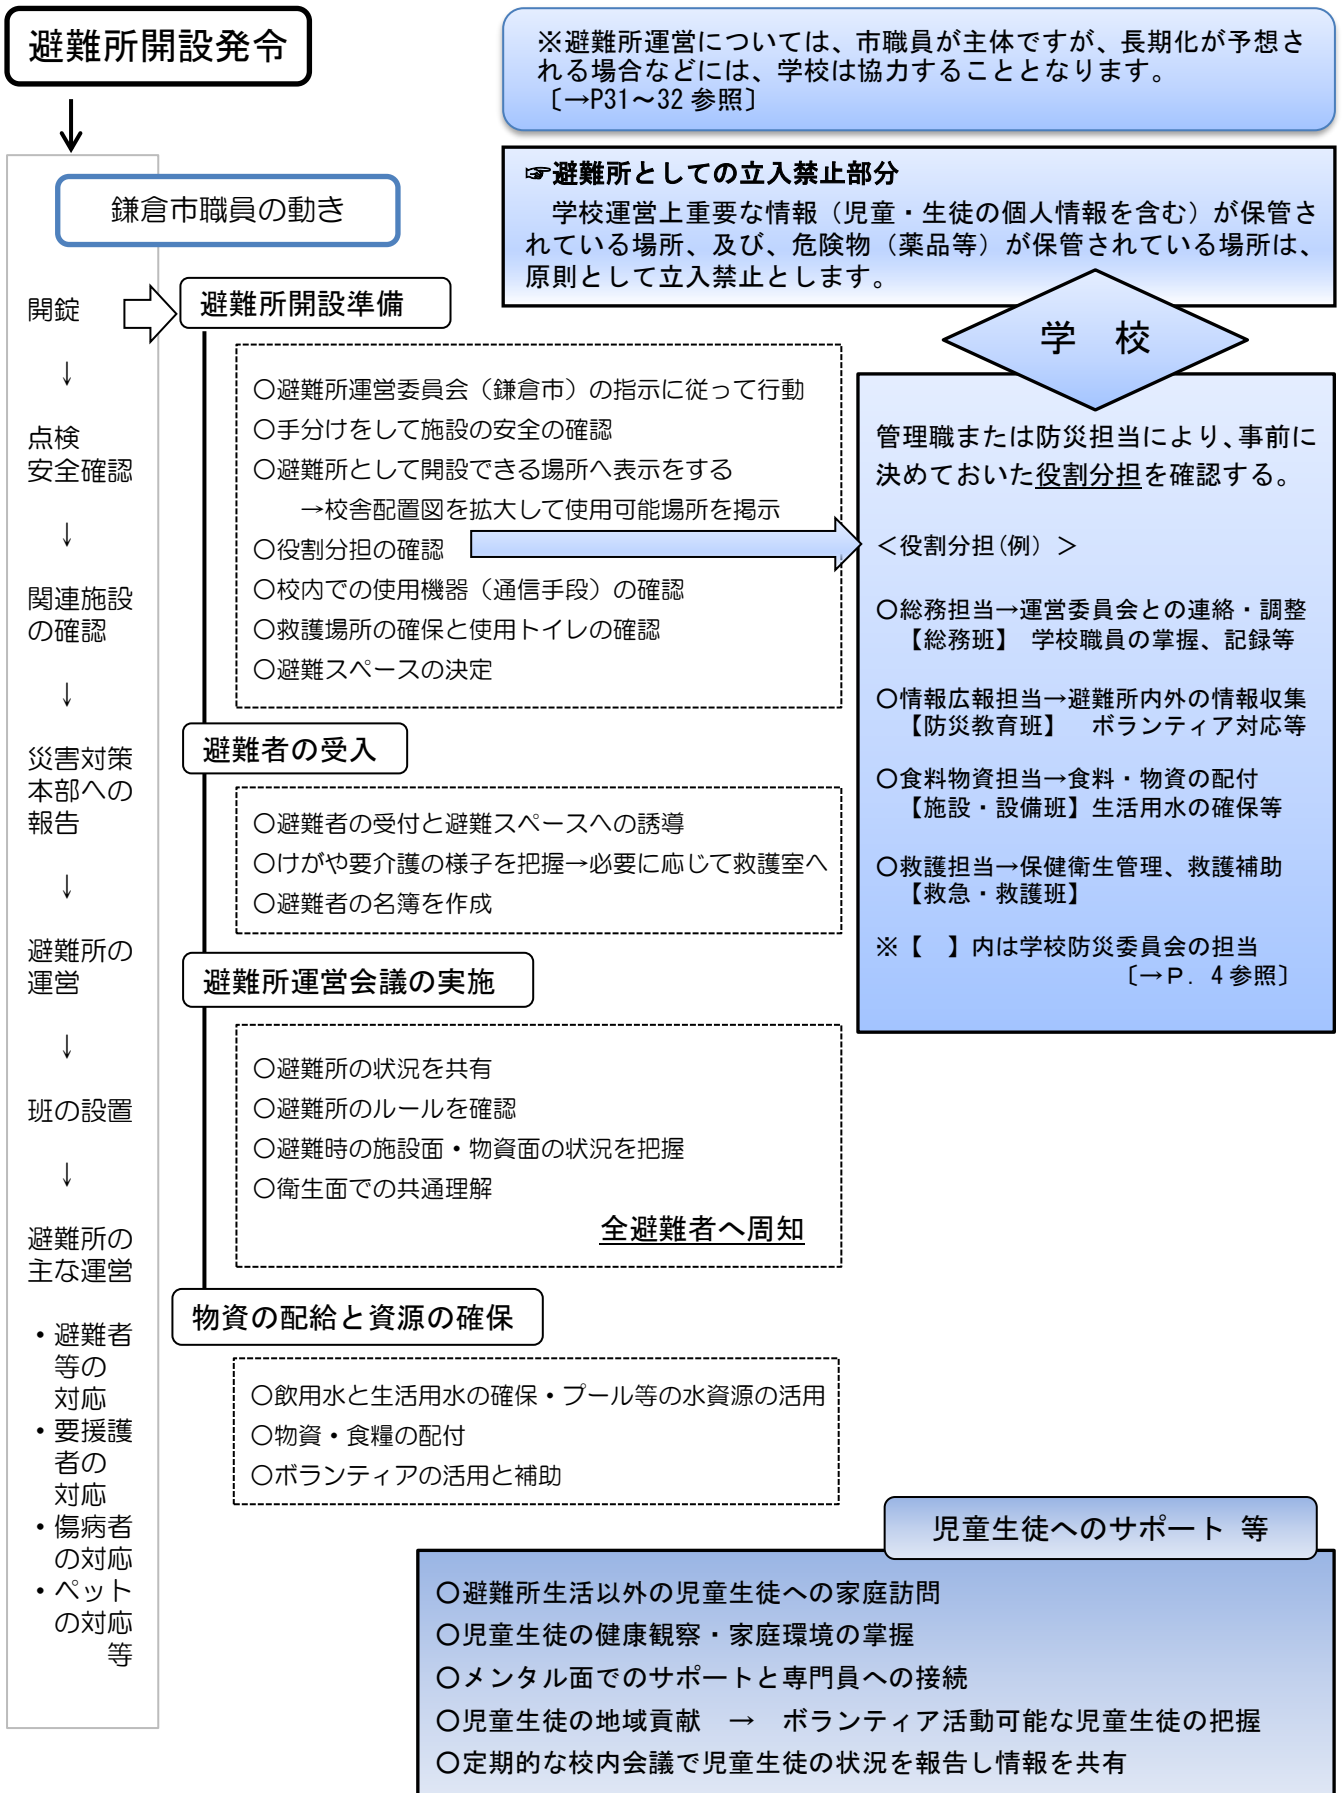 避難所開設発令
※避難所運営については、市職員が主体ですが、長期化が予想さ
れる場合などには、学校は協力することとなります。
〔→P31～32 参照〕
☞避難所としての立入禁止部分
学校運営上重要な情報（児童・生徒の個人情報を含む）が保管さ
れている場所、及び、危険物（薬品等）が保管されている場所は、
原則として立入禁止とします。
鎌倉市職員の動き
開錠
↓
点検
安全確認
↓
関連施設
の確認
↓
災害対策
本部への
報告
↓
避難所の
運営
↓
班の設置
↓
避難所の
主な運営
・避難者
等の
対応
・要援護
者の
対応
・傷病者
の対応
・ペット
の対応
等
避難所開設準備
〇避難所運営委員会（鎌倉市）の指示に従って行動
〇手分けをして施設の安全の確認
〇避難所として開設できる場所へ表示をする
→校舎配置図を拡大して使用可能場所を掲示
〇役割分担の確認
〇校内での使用機器（通信手段）の確認
〇救護場所の確保と使用トイレの確認
〇避難スペースの決定
避難者の受入
〇避難者の受付と避難スペースへの誘導
〇けがや要介護の様子を把握→必要に応じて救護室へ
〇避難者の名簿を作成
避難所運営会議の実施
〇避難所の状況を共有
〇避難所のルールを確認
〇避難時の施設面・物資面の状況を把握
〇衛生面での共通理解
全避難者へ周知
物資の配給と資源の確保
〇飲用水と生活用水の確保・プール等の水資源の活用
〇物資・食糧の配付
〇ボランティアの活用と補助
学　校
管理職または防災担当により、事前に
決めておいた役割分担を確認する。
＜役割分担(例)＞
〇総務担当→運営委員会との連絡・調整
【総務班】 学校職員の掌握、記録等
〇情報広報担当→避難所内外の情報収集
【防災教育班】　ボランティア対応等
〇食料物資担当→食料・物資の配付
【施設・設備班】生活用水の確保等
〇救護担当→保健衛生管理、救護補助
【救急・救護班】
※【　】内は学校防災委員会の担当
〔→Ｐ．４参照〕
児童生徒へのサポート 等
〇避難所生活以外の児童生徒への家庭訪問
〇児童生徒の健康観察・家庭環境の掌握
〇メンタル面でのサポートと専門員への接続
〇児童生徒の地域貢献　→　ボランティア活動可能な児童生徒の把握
〇定期的な校内会議で児童生徒の状況を報告し情報を共有